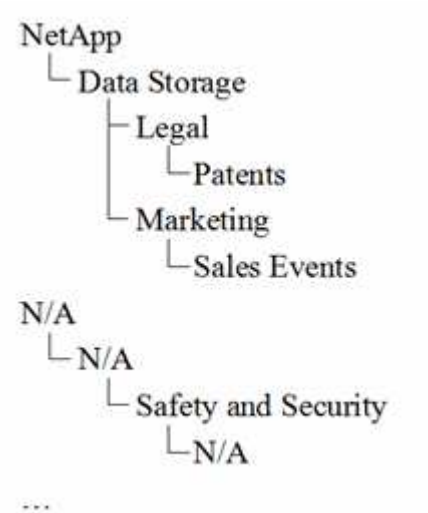 NetApp
Data Storage
Legal
Patents
Marketing
Sales Events
N/A
N/A
Safety and Security
N/A
...